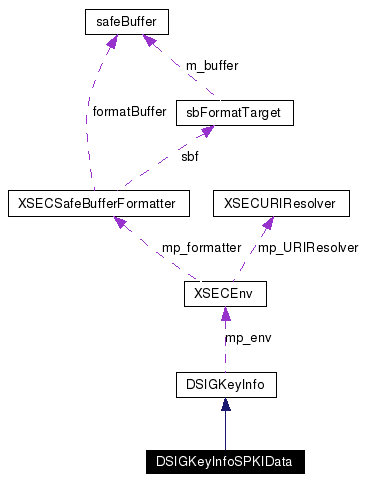 safeBuffer
m_buffer
formatBuffer
sbFormatTarget
sbf
XSECSafeBufferFormatter
XSECURIResolver
mp_formatter
mp_URIResolver
XSECEnv
mp_env
DSIGKeyInfo
DSIGKeyInfoSPKIData